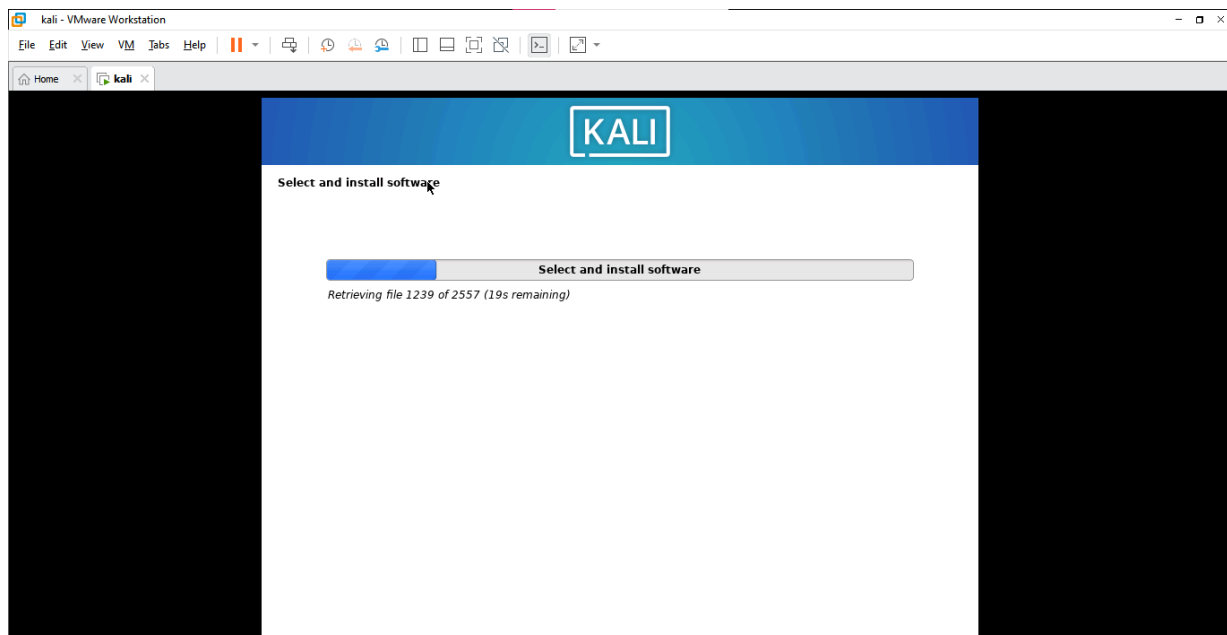 kali - VMware Workstation
File Edit View VM Tabs Help
Home kali
KALI
Select and install software
Select and install software
Retrieving file 1239 of 2557 (19s remaining)